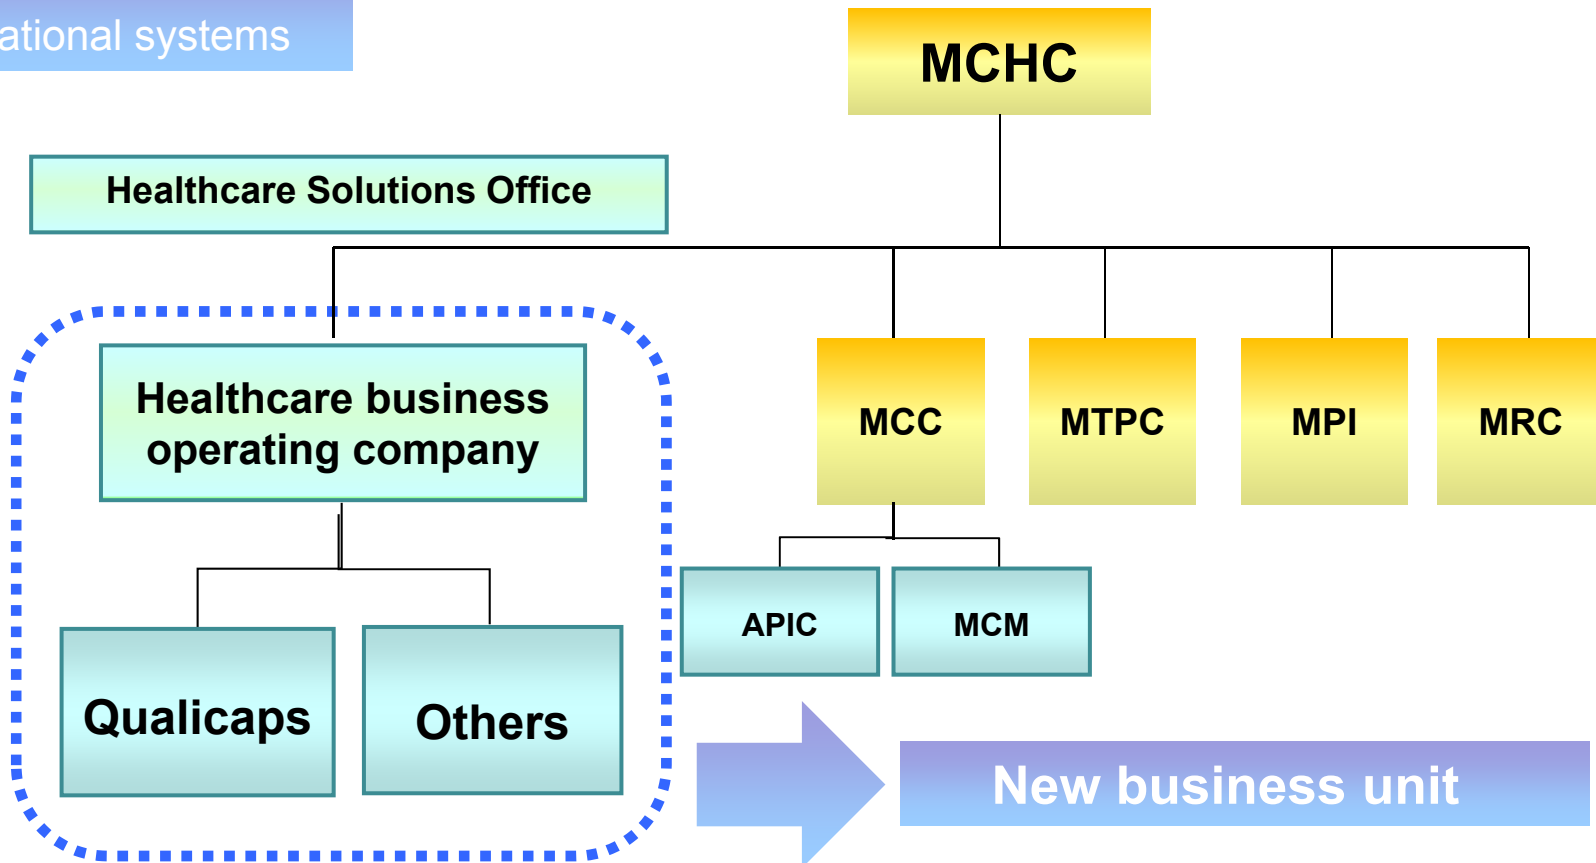 ational systems
MCHC
Healthcare Solutions Office
Healthcare business
operating company
MCC
MTPC
MPI
MRC
APIC
MCM
Qualicaps
Others
New business unit